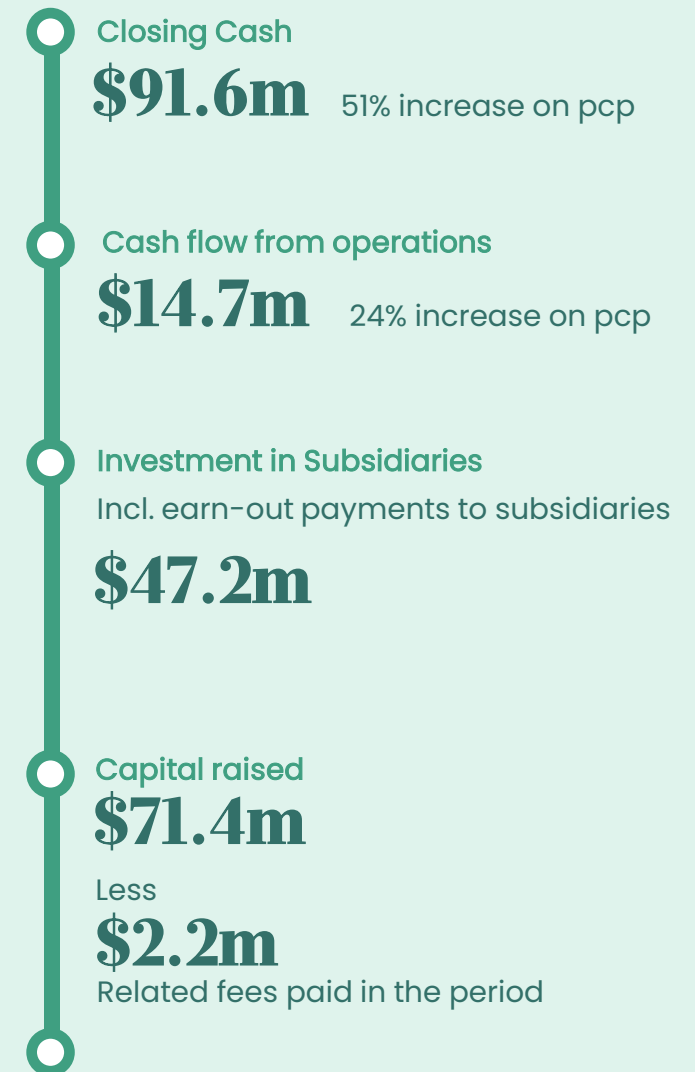 Closing Cash
$91.6m 51% increase on pcp
Cash flow from operations
$14.7m 24% increase on pcp
Investment in Subsidiaries
Incl. earn-out payments to subsidiaries
$47.2m
Capital raised
$71.4m
Less
$2.2m
Related fees paid in the period